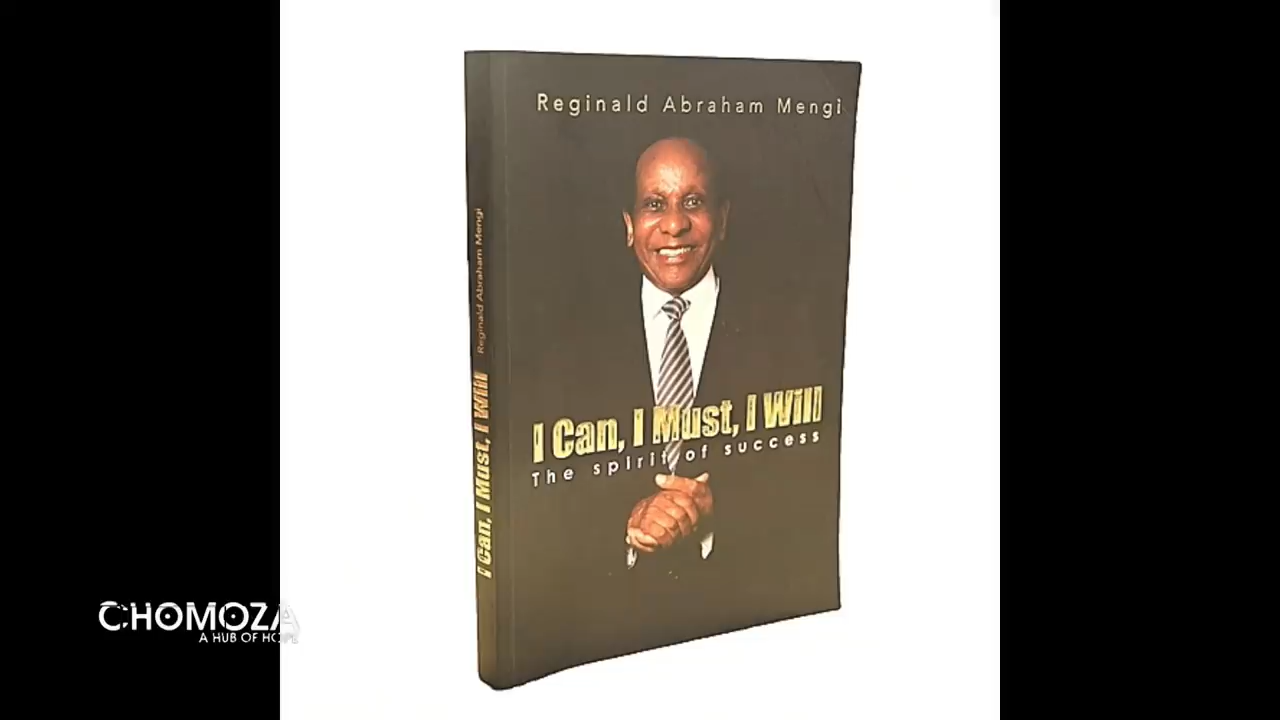 Reginald Abraham Mengi
I Can, I Must, I Will
The spirit of success
I Can, I Must, I Will Reginald Abraham Mengi
CHOMOZA
A HUB OF HOPE